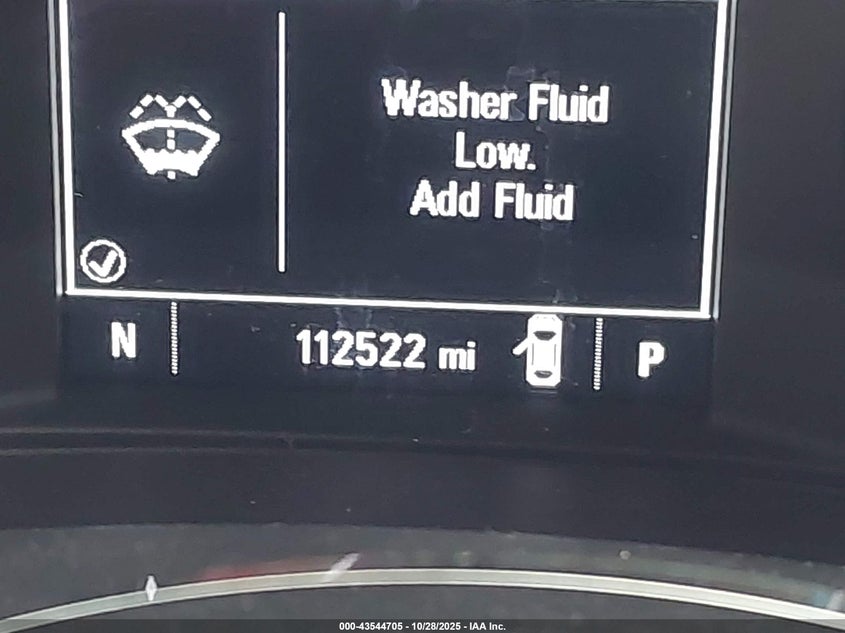 Washer Fluid
Low.
Add Fluid
N 112522 mi P
000-43544705 - 10/28/2025 - IAA Inc.